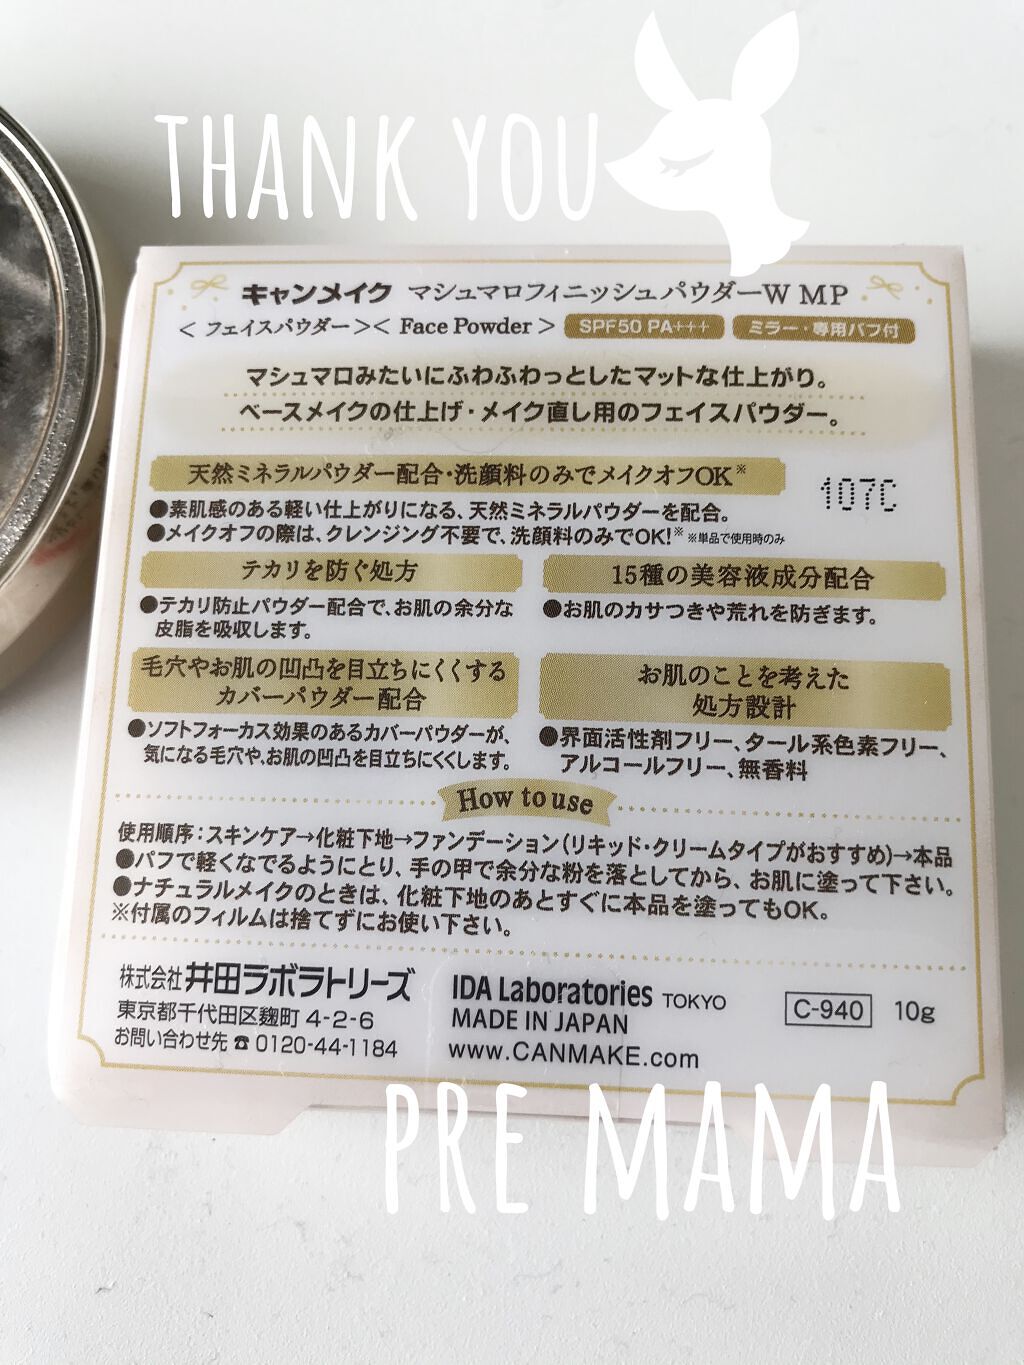 THANK YOU
キャンメイク マシュマロフィニッシュパウダーW MP
＜フェイスパウダー＞＜Face Powder＞ SPF50 PA+++ ミラー・専用パフ付
マシュマロみたいにふわふわっとしたマットな仕上がり。
ベースメイクの仕上げ・メイク直し用のフェイスパウダー。
天然ミネラルパウダー配合・洗顔料のみでメイクオフOK※
107C
●素肌感のある軽い仕上がりになる、天然ミネラルパウダーを配合。
●メイクオフの際は、クレンジング不要で、洗顔料のみでOK!※ ※単品で使用時のみ
テカリを防ぐ処方
●テカリ防止パウダー配合で、お肌の余分な
皮脂を吸収します。
15種の美容液成分配合
●お肌のカサつきや荒れを防ぎます。
毛穴やお肌の凹凸を目立ちにくくする
カバーパウダー配合
●ソフトフォーカス効果のあるカバーパウダーが、
気になる毛穴や、お肌の凹凸を目立ちにくくします。
お肌のことを考えた
処方設計
●界面活性剤フリー、タール系色素フリー、
アルコールフリー、無香料
How to use
使用順序：スキンケア→化粧下地→ファンデーション（リキッド・クリームタイプがおすすめ）→本品
●パフで軽くなでるようにとり、手の甲で余分な粉を落としてから、お肌に塗って下さい。
●ナチュラルメイクのときは、化粧下地のあとすぐに本品を塗ってもOK。
※付属のフィルムは捨てずにお使い下さい。
株式会社 井田ラボラトリーズ
東京都千代田区麹町 4-2-6
お問い合わせ先 ☎ 0120-44-1184
IDA Laboratories TOKYO
MADE IN JAPAN
www.CANMAKE.com
C-940 10g
PRE MAMA